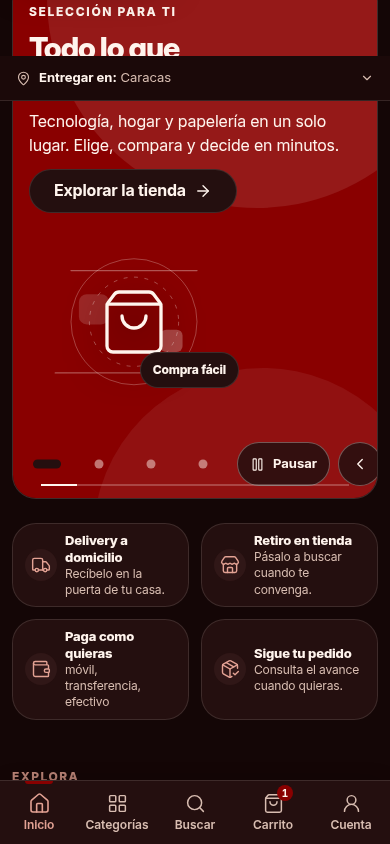 SELECCIÓN PARA TI
Todo lo que
Entregar en: Caracas
Tecnología, hogar y papelería en un solo
lugar. Elige, compara y decide en minutos.
Explorar la tienda
Compra fácil
Pausar
Delivery a
domicilio
Recíbelo en la
puerta de tu casa.
Retiro en tienda
Pásalo a buscar
cuando te
convenga.
Paga como
quieras
móvil,
transferencia,
efectivo
Sigue tu pedido
Consulta el avance
cuando quieras.
EXPLORA
1
Inicio
Categorías
Buscar
Carrito
Cuenta